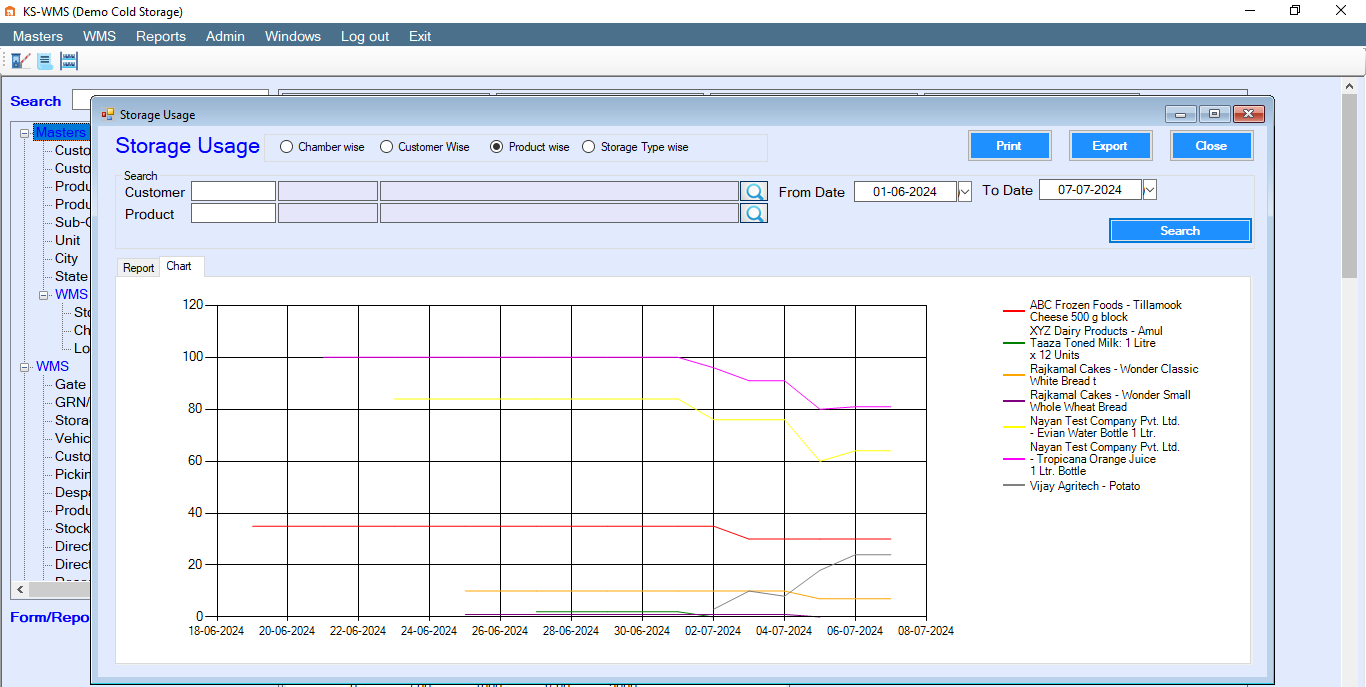 KS-WMS (Demo Cold Storage)
Masters WMS Reports Admin Windows Log out Exit
Search
Storage Usage
Storage Usage
Chamber wise Customer Wise Product wise Storage Type wise
Print Export Close
Search
Customer
From Date 01-06-2024 To Date 07-07-2024
Product
Search
Report Chart
Masters
Custo
Custo
Produ
Produ
Sub-C
Unit
City
State
WMS
Sto
Ch
Lo
WMS
Gate
GRN/
Stora
Vehic
Custo
Pickin
Despa
Produ
Stock
Direct
Direct
Form/Repo
120
100
80
60
40
20
0
18-06-2024 20-06-2024 22-06-2024 24-06-2024 26-06-2024 28-06-2024 30-06-2024 02-07-2024 04-07-2024 06-07-2024 08-07-2024
ABC Frozen Foods - Tillamook
Cheese 500 g block
XYZ Dairy Products - Amul
Taaza Toned Milk: 1 Litre
x 12 Units
Rajkamal Cakes - Wonder Classic
White Bread t
Rajkamal Cakes - Wonder Small
Whole Wheat Bread
Nayan Test Company Pvt. Ltd.
- Evian Water Bottle 1 Ltr.
Nayan Test Company Pvt. Ltd.
- Tropicana Orange Juice
1 Ltr. Bottle
Vijay Agritech - Potato